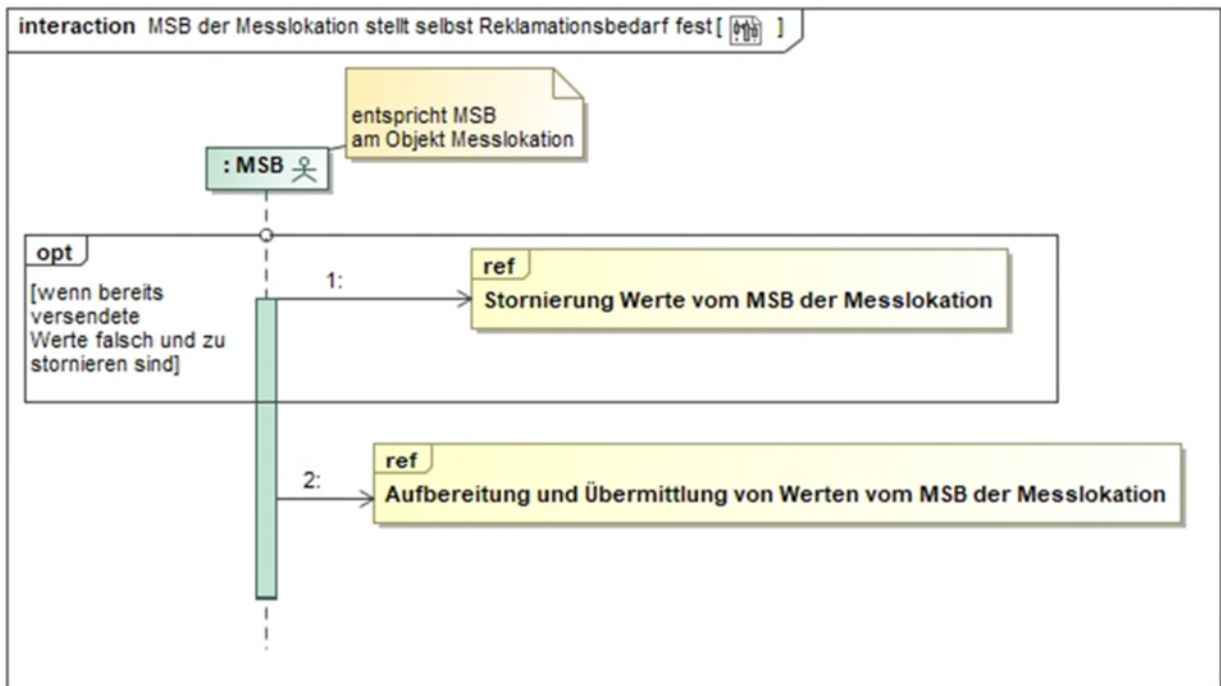 interaction MSB der Messlokation stellt selbst Reklamationsbedarf fest[ ]
entspricht MSB
am Objekt Messlokation
: MSB
opt
[wenn bereits
versendete
Werte falsch und zu
stornieren sind]
1:
ref
Stornierung Werte vom MSB der Messlokation
2:
ref
Aufbereitung und Übermittlung von Werten vom MSB der Messlokation